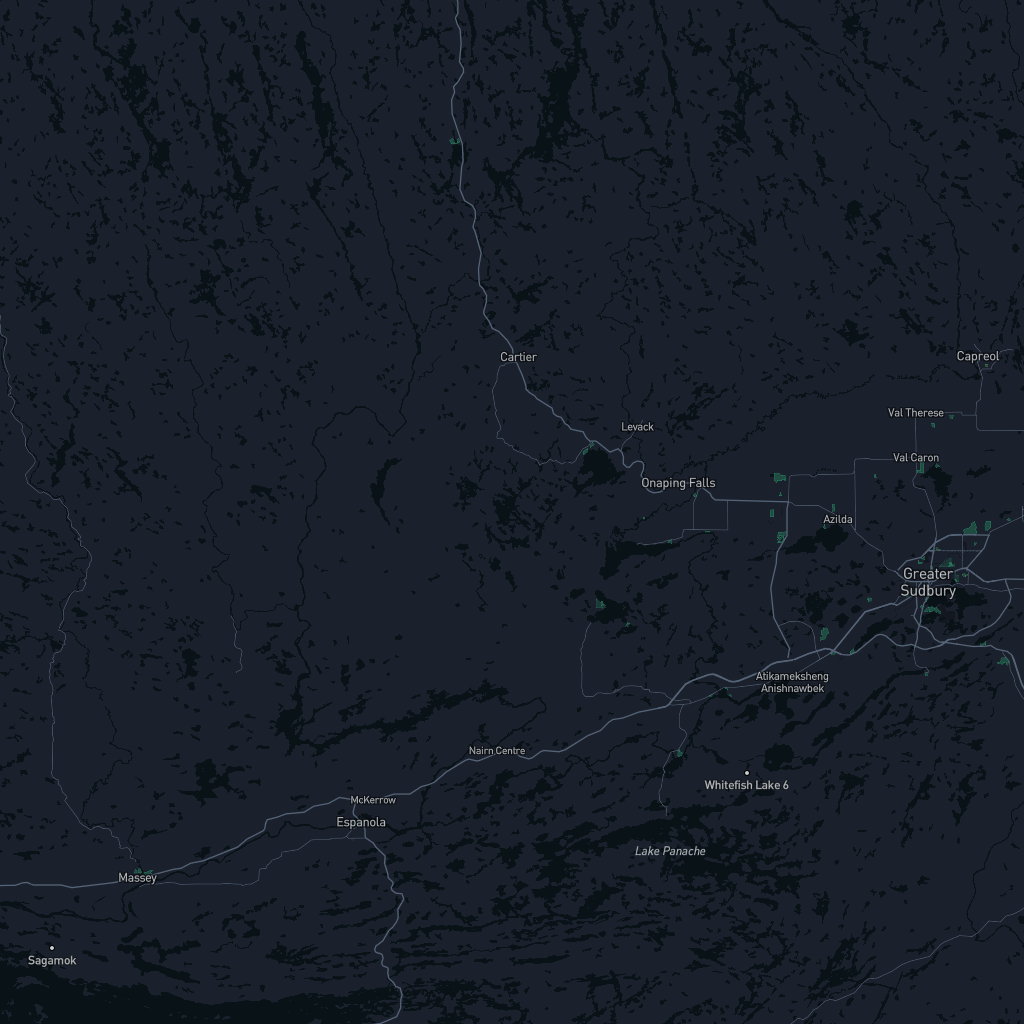 Cartier
Capreol
Val Therese
Levack
Val Caron
Onaping Falls
Azilda
Greater
Sudbury
Atikameksheng
Anishnawbek
Nairn Centre
Whitefish Lake 6
McKerrow
Espanola
Lake Panache
Massey
Sagamok